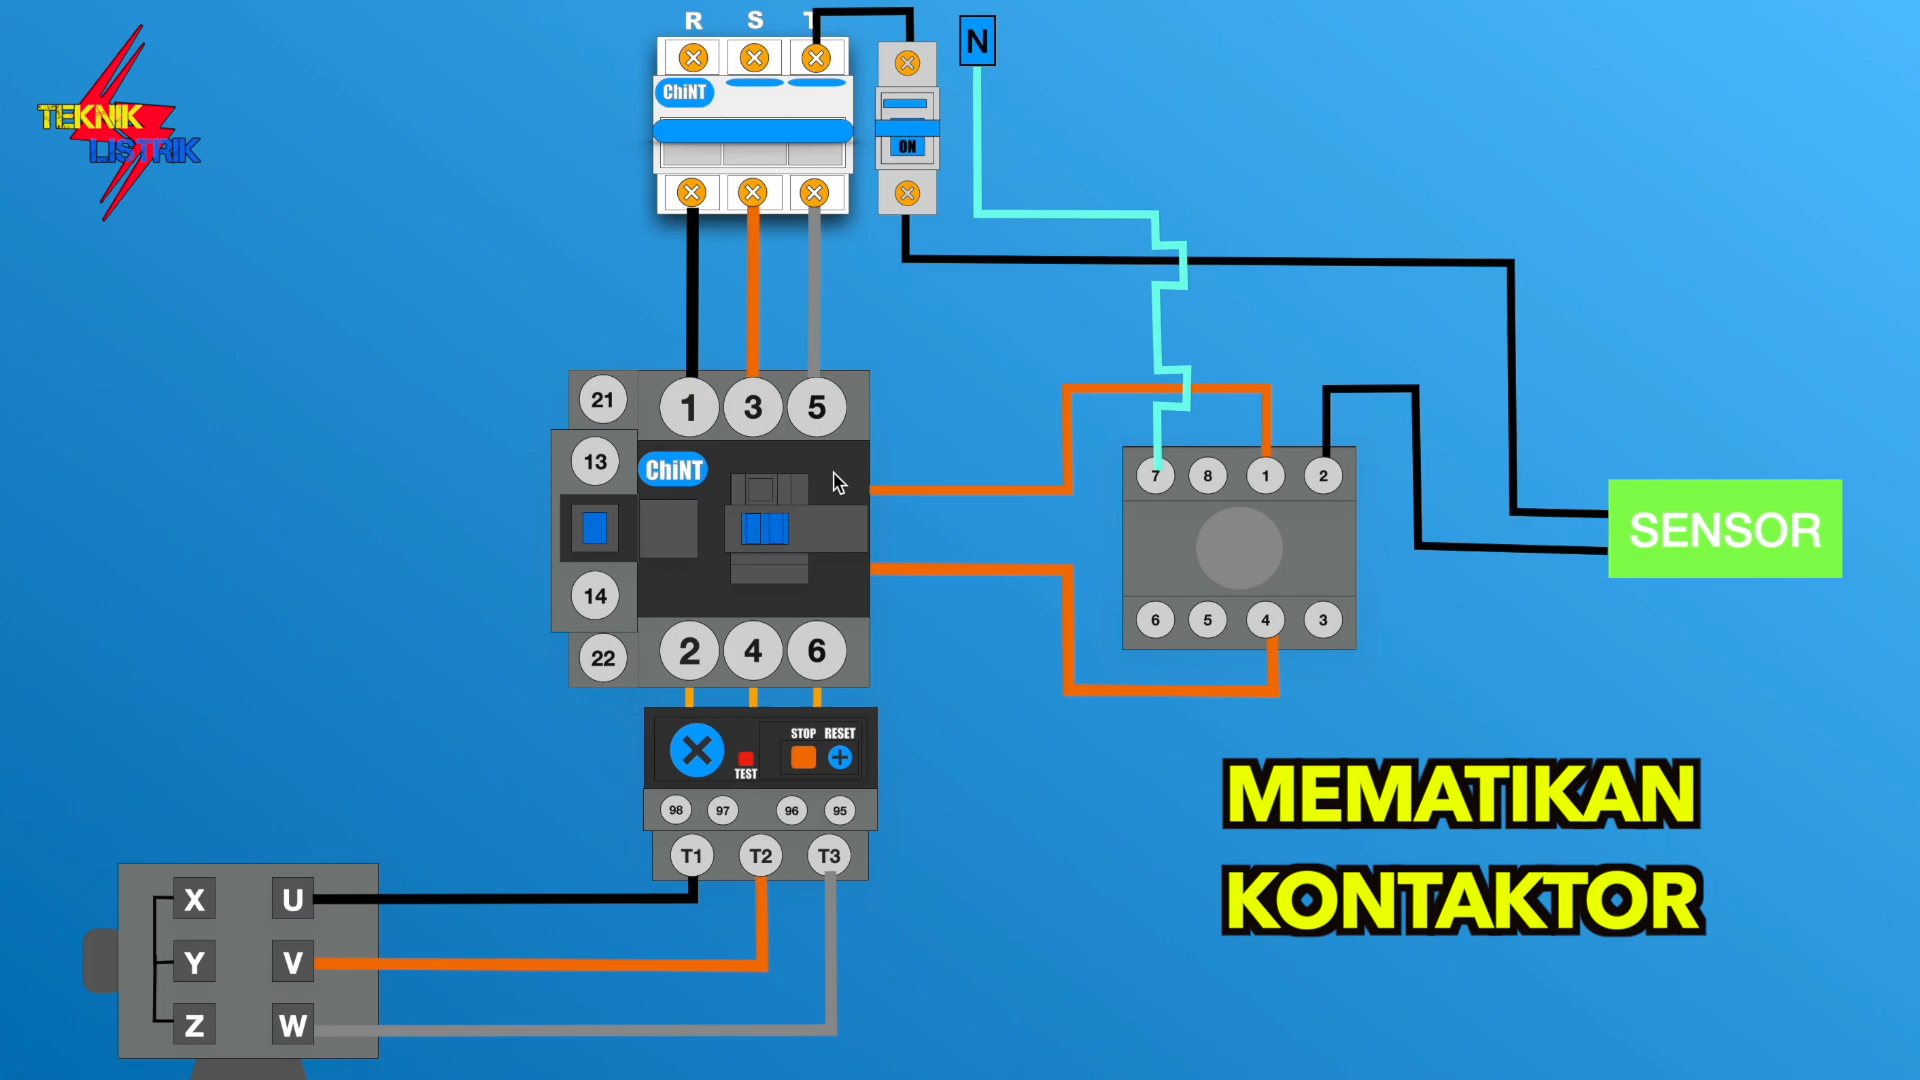 R S T
N
TEKNIK
LISTRIK
ChiNT
ON
21
1 3 5
13
ChiNT
14
2 4 6
22
7 8 1 2
6 5 4 3
SENSOR
STOP RESET
TEST
98 97 96 95
T1 T2 T3
MEMATIKAN
KONTAKTOR
X U
Y V
Z W